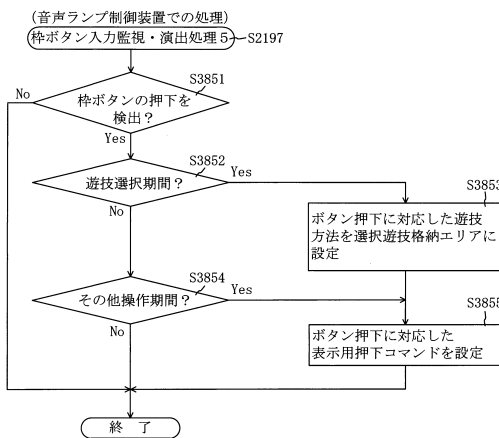 (音声ランプ制御装置での処理)
枠ボタン入力監視・演出処理5
S2197
S3851
枠ボタンの押下を
検出?
No
Yes
S3852
遊技選択期間?
Yes
No
S3853
ボタン押下に対応した遊技
方法を選択遊技格納エリアに
設定
S3854
その他操作期間?
Yes
No
S3855
ボタン押下に対応した
表示用押下コマンドを設定
終了